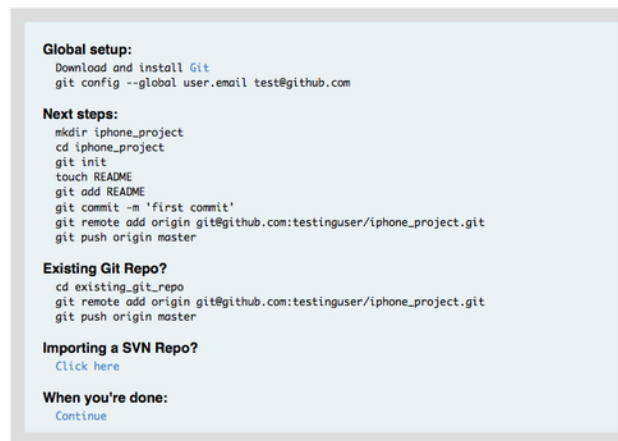 Global setup:
Download and install Git
git config --global user.email test@github.com
Next steps:
mkdir iphone_project
cd iphone_project
git init
touch README
git add README
git commit -m 'first commit'
git remote add origin git@github.com:testinguser/iphone_project.git
git push origin master
Existing Git Repo?
cd existing_git_repo
git remote add origin git@github.com:testinguser/iphone_project.git
git push origin master
Importing a SVN Repo?
Click here
When you're done:
Continue